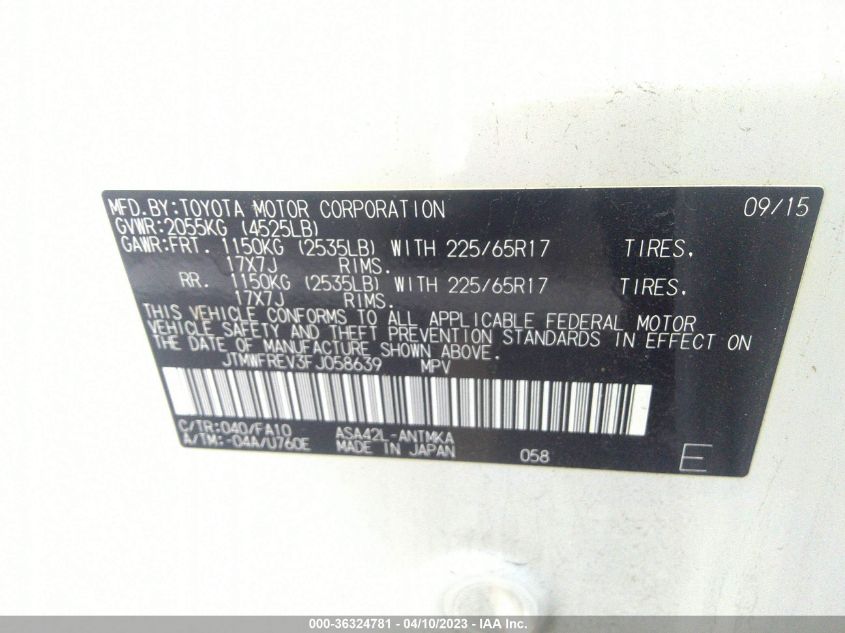 MFD.BY:TOYOTA MOTOR CORPORATION 09/15
GVWR:2055KG (4525LB)
GAWR:FRT. 1150KG (2535LB) WITH 225/65R17 TIRES,
17X7J RIMS.
RR. 1150KG (2535LB) WITH 225/65R17 TIRES.
17X7J RIMS.
THIS VEHICLE CONFORMS TO ALL APPLICABLE FEDERAL MOTOR
VEHICLE SAFETY AND THEFT PREVENTION STANDARDS IN EFFECT ON
THE DATE OF MANUFACTURE SHOWN ABOVE.
JTMWFREV3FJ058639 MPV
C/TR:040/FA10 ASA42L-ANTMKA
A/TM:-04A/U760E MADE IN JAPAN 058 E
000-36324781 - 04/10/2023 - IAA Inc.